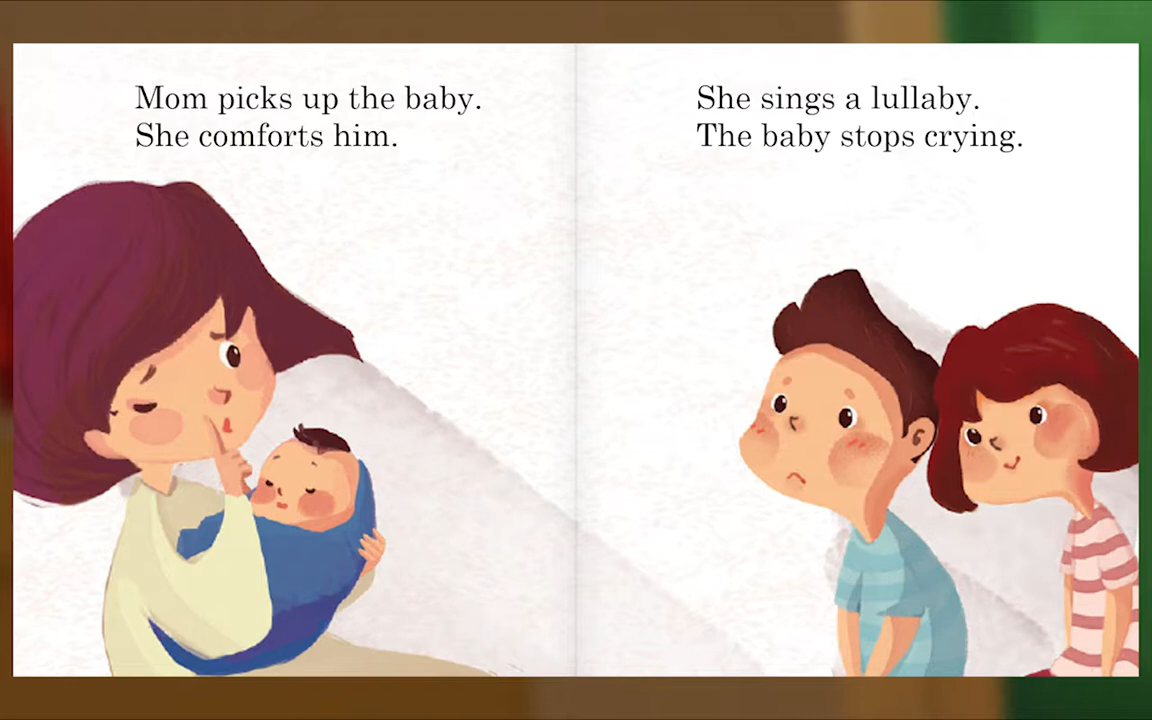 Mom picks up the baby.
She comforts him.
She sings a lullaby.
The baby stops crying.